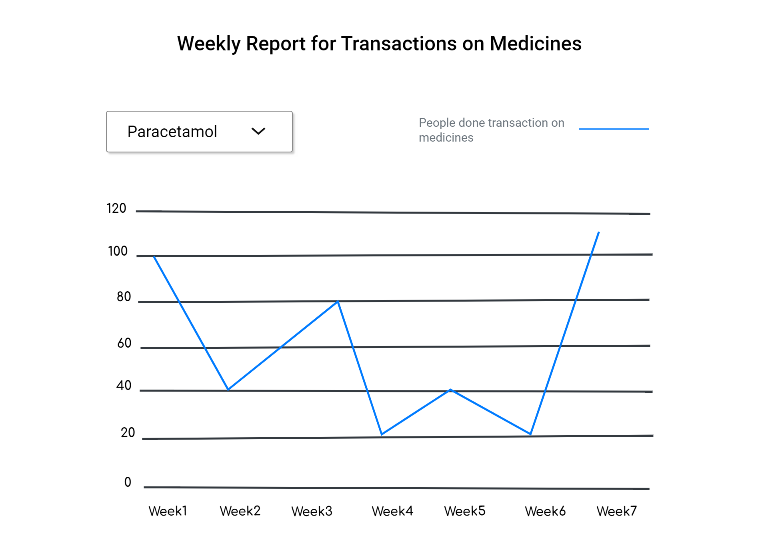 Weekly Report for Transactions on Medicines
Paracetamol
People done transaction on
medicines
120
100
80
60
40
20
0
Week1 Week2 Week3 Week4 Week5 Week6 Week7